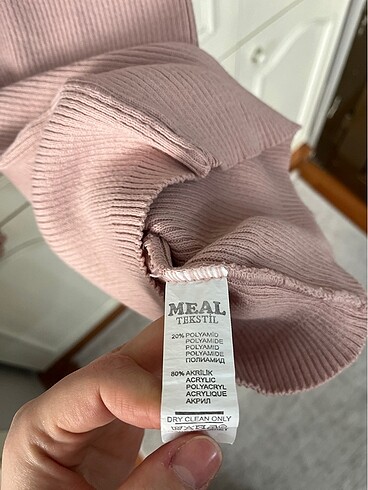 MEAL
TEKSTİL
20% POLYAMİD
POLYAMIDE
POLYAMID
POLYAMIDE
ПОЛИАМИД
80% AKRİLİK
ACRYLIC
POLYACRYL
ACRYLIQUE
АКРИЛ
DRY CLEAN ONLY